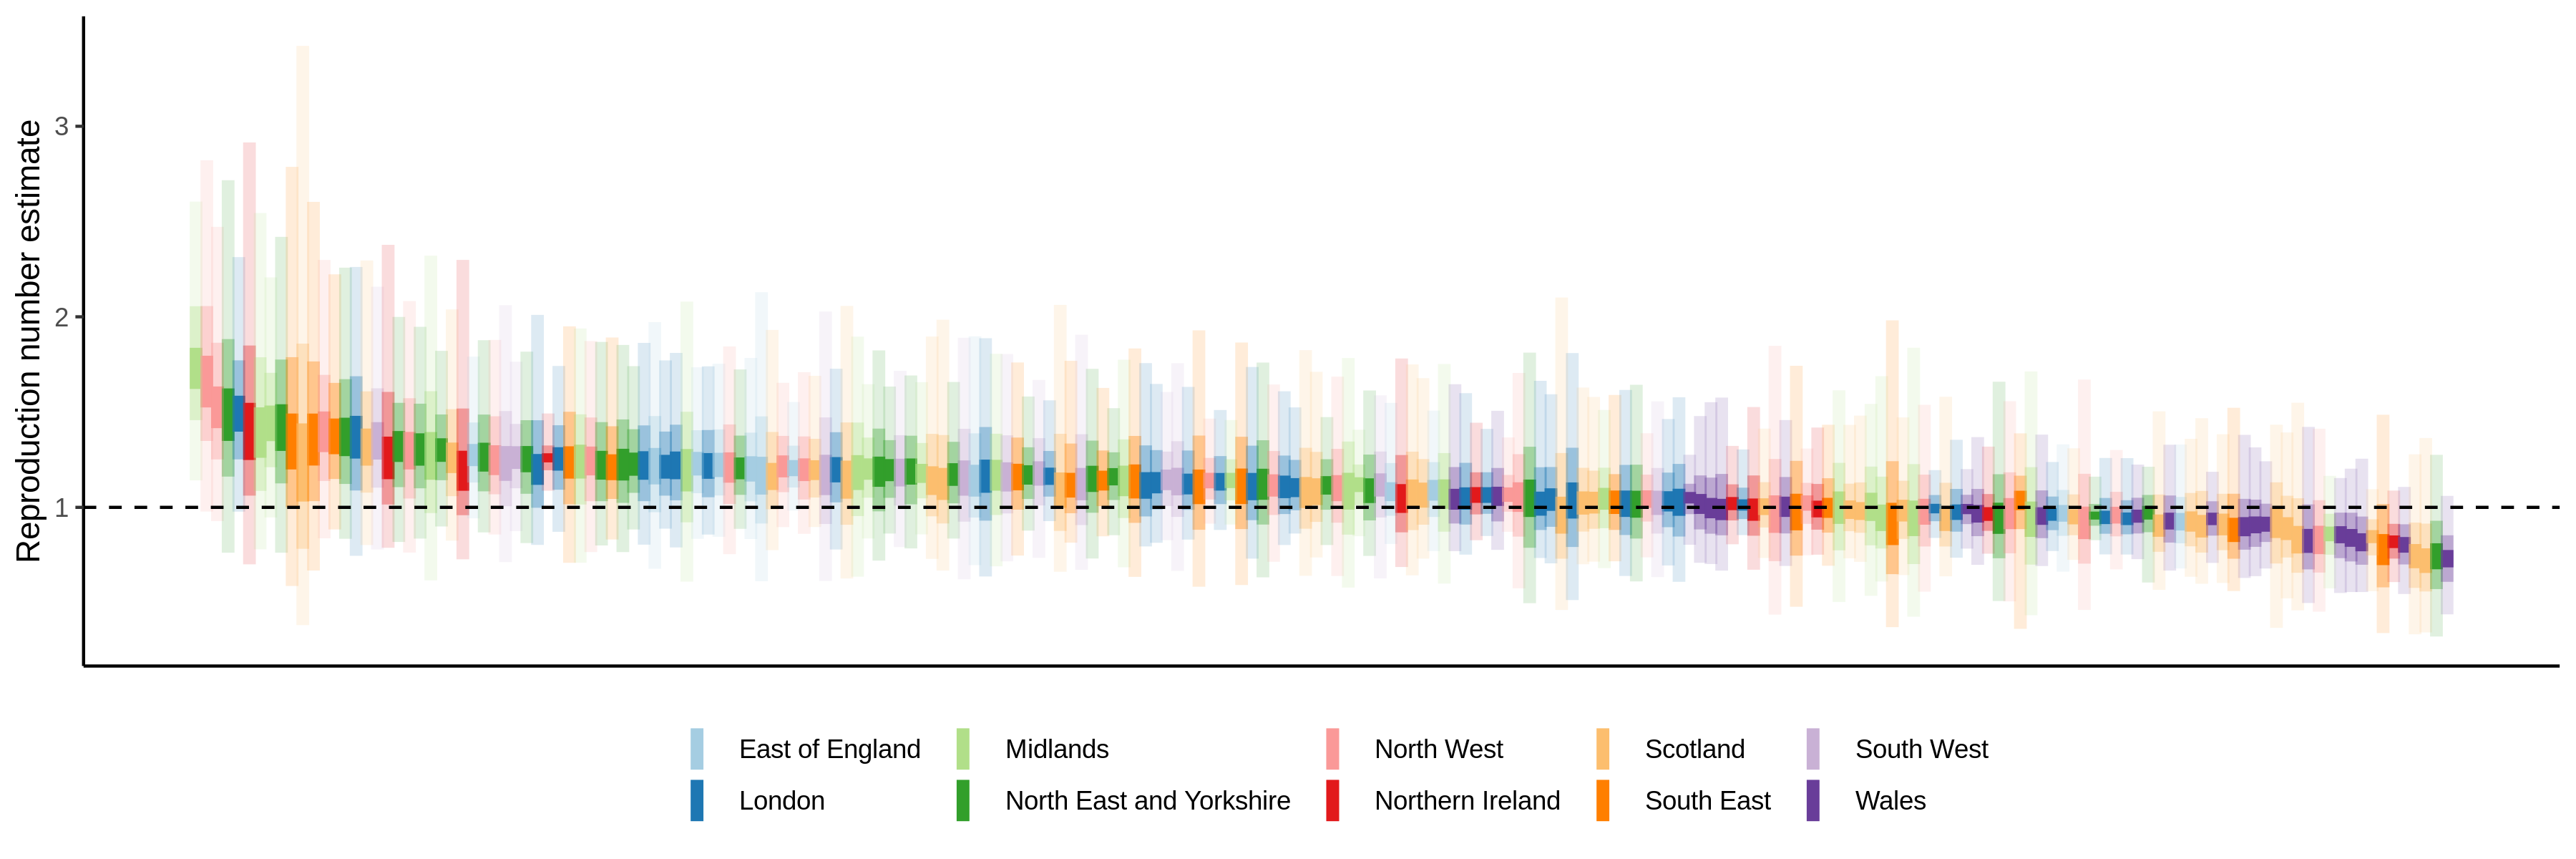 Reproduction number estimate
3
2
1
East of England
Midlands
North West
Scotland
South West
London
North East and Yorkshire
Northern Ireland
South East
Wales